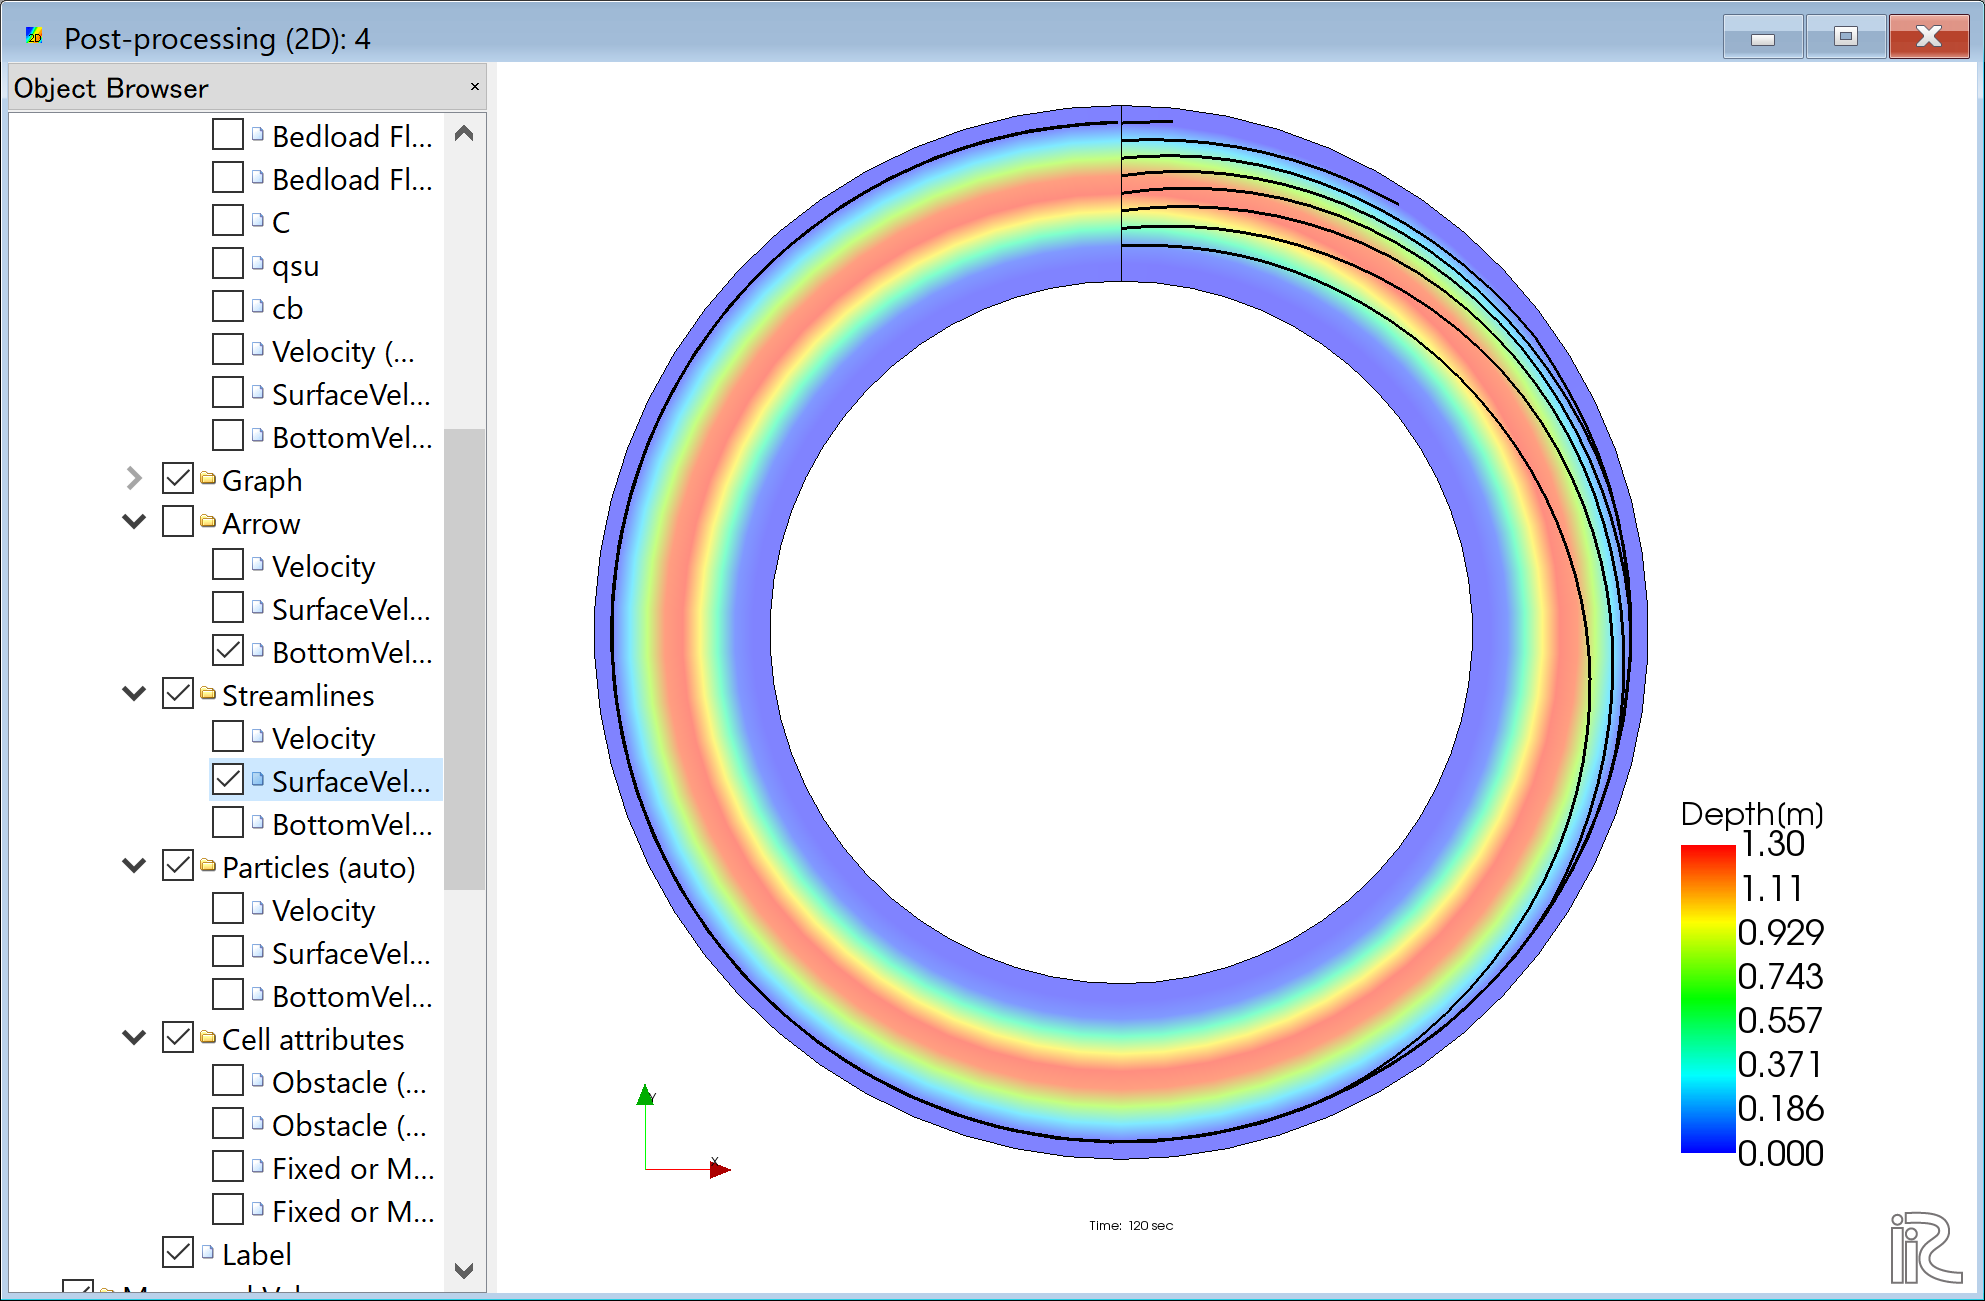 Post-processing (2D): 4
Object Browser
Bedload Fl...
Bedload Fl...
C
qsu
cb
Velocity (...
SurfaceVel...
BottomVel...
Graph
Arrow
Velocity
SurfaceVel...
BottomVel...
Streamlines
Velocity
SurfaceVel...
BottomVel...
Particles (auto)
Velocity
SurfaceVel...
BottomVel...
Cell attributes
Obstacle (...
Obstacle (...
Fixed or M...
Fixed or M...
Label
Y
X
Time: 120 sec
Depth(m)
1.30
1.11
0.929
0.743
0.557
0.371
0.186
0.000
iRIC